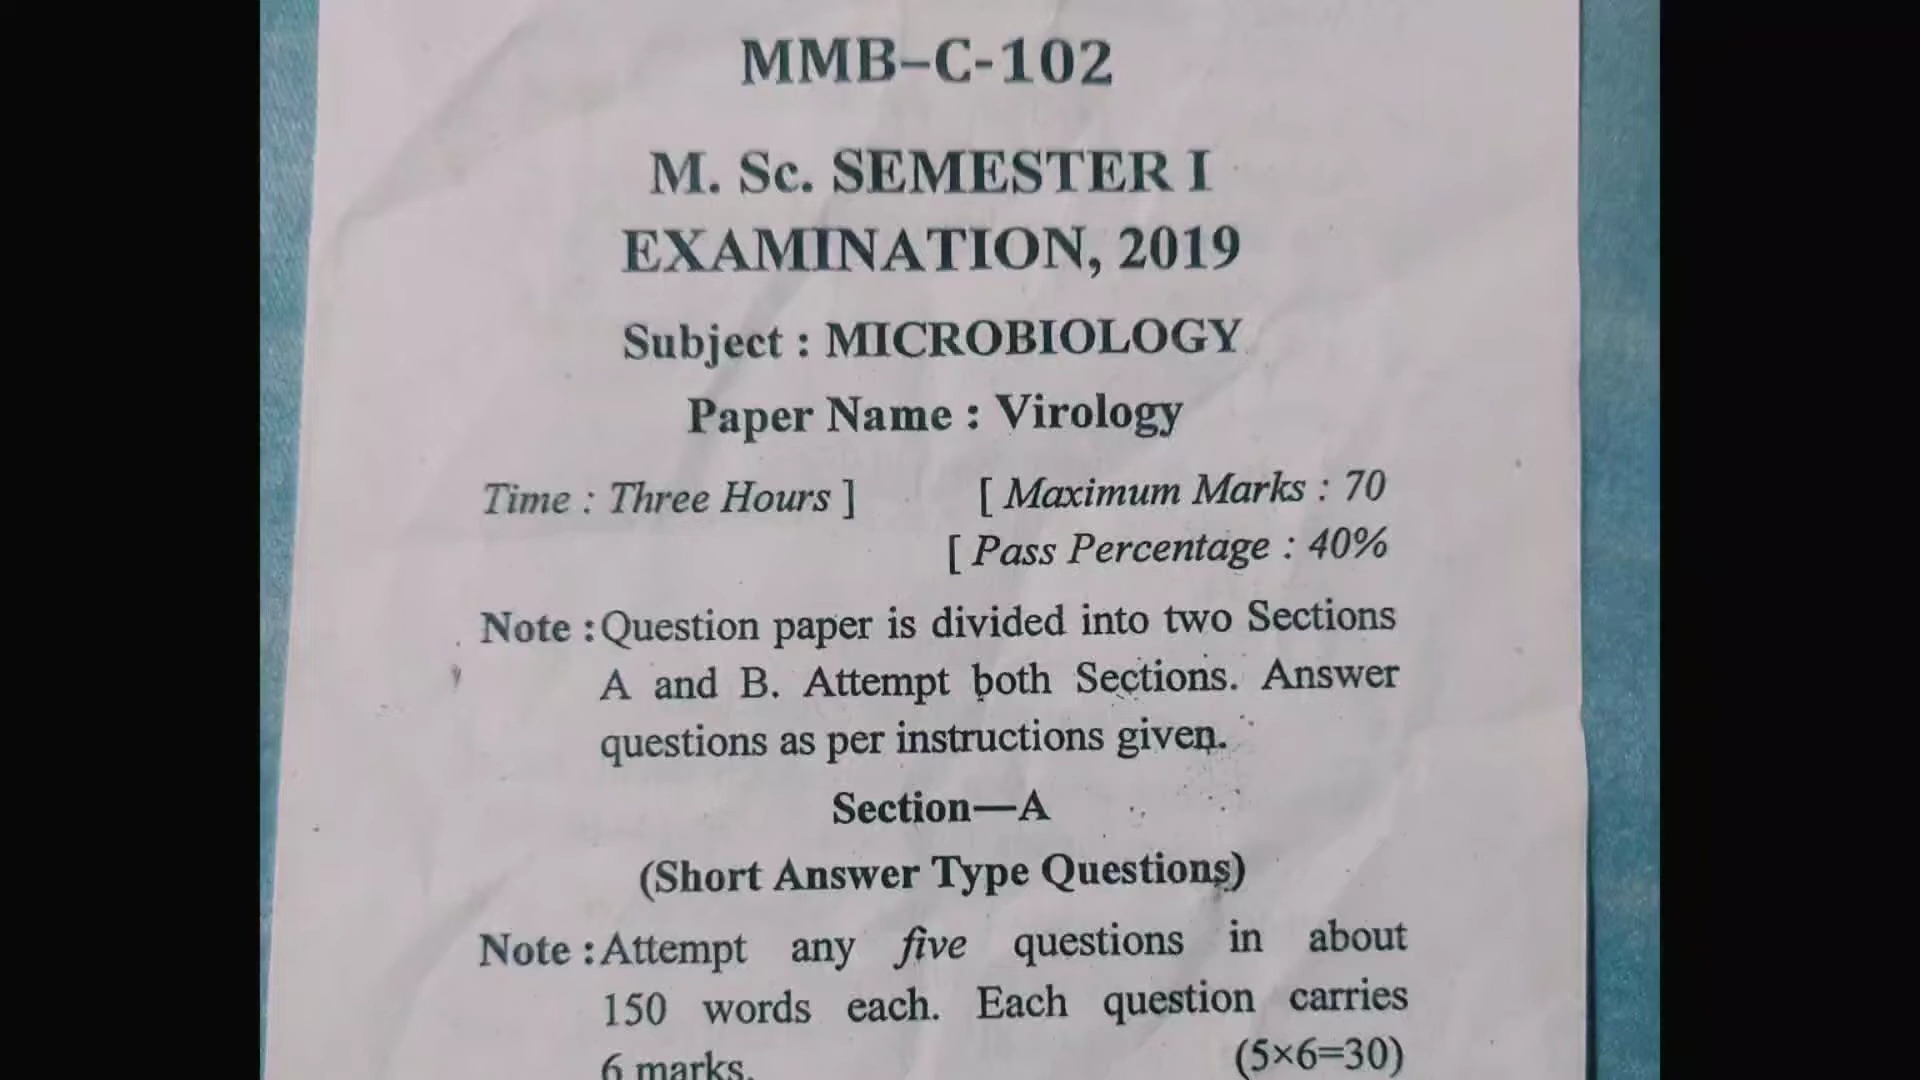 MMB–C-102
M. Sc. SEMESTER I
EXAMINATION, 2019
Subject : MICROBIOLOGY
Paper Name : Virology
Time : Three Hours ] [ Maximum Marks : 70
[ Pass Percentage : 40%
Note : Question paper is divided into two Sections
A and B. Attempt both Sections. Answer
questions as per instructions given.
Section—A
(Short Answer Type Questions)
Note : Attempt any five questions in about
150 words each. Each question carries
6 marks. (5×6=30)